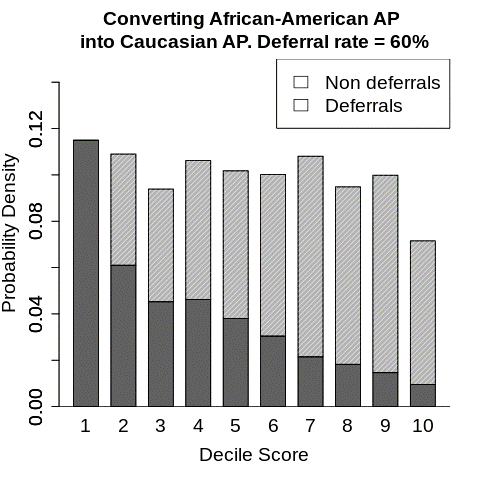 Converting African-American AP
into Caucasian AP. Deferral rate = 60%
Non deferrals
Deferrals
Probability Density
0.12
0.08
0.04
0.00
1 2 3 4 5 6 7 8 9 10
Decile Score